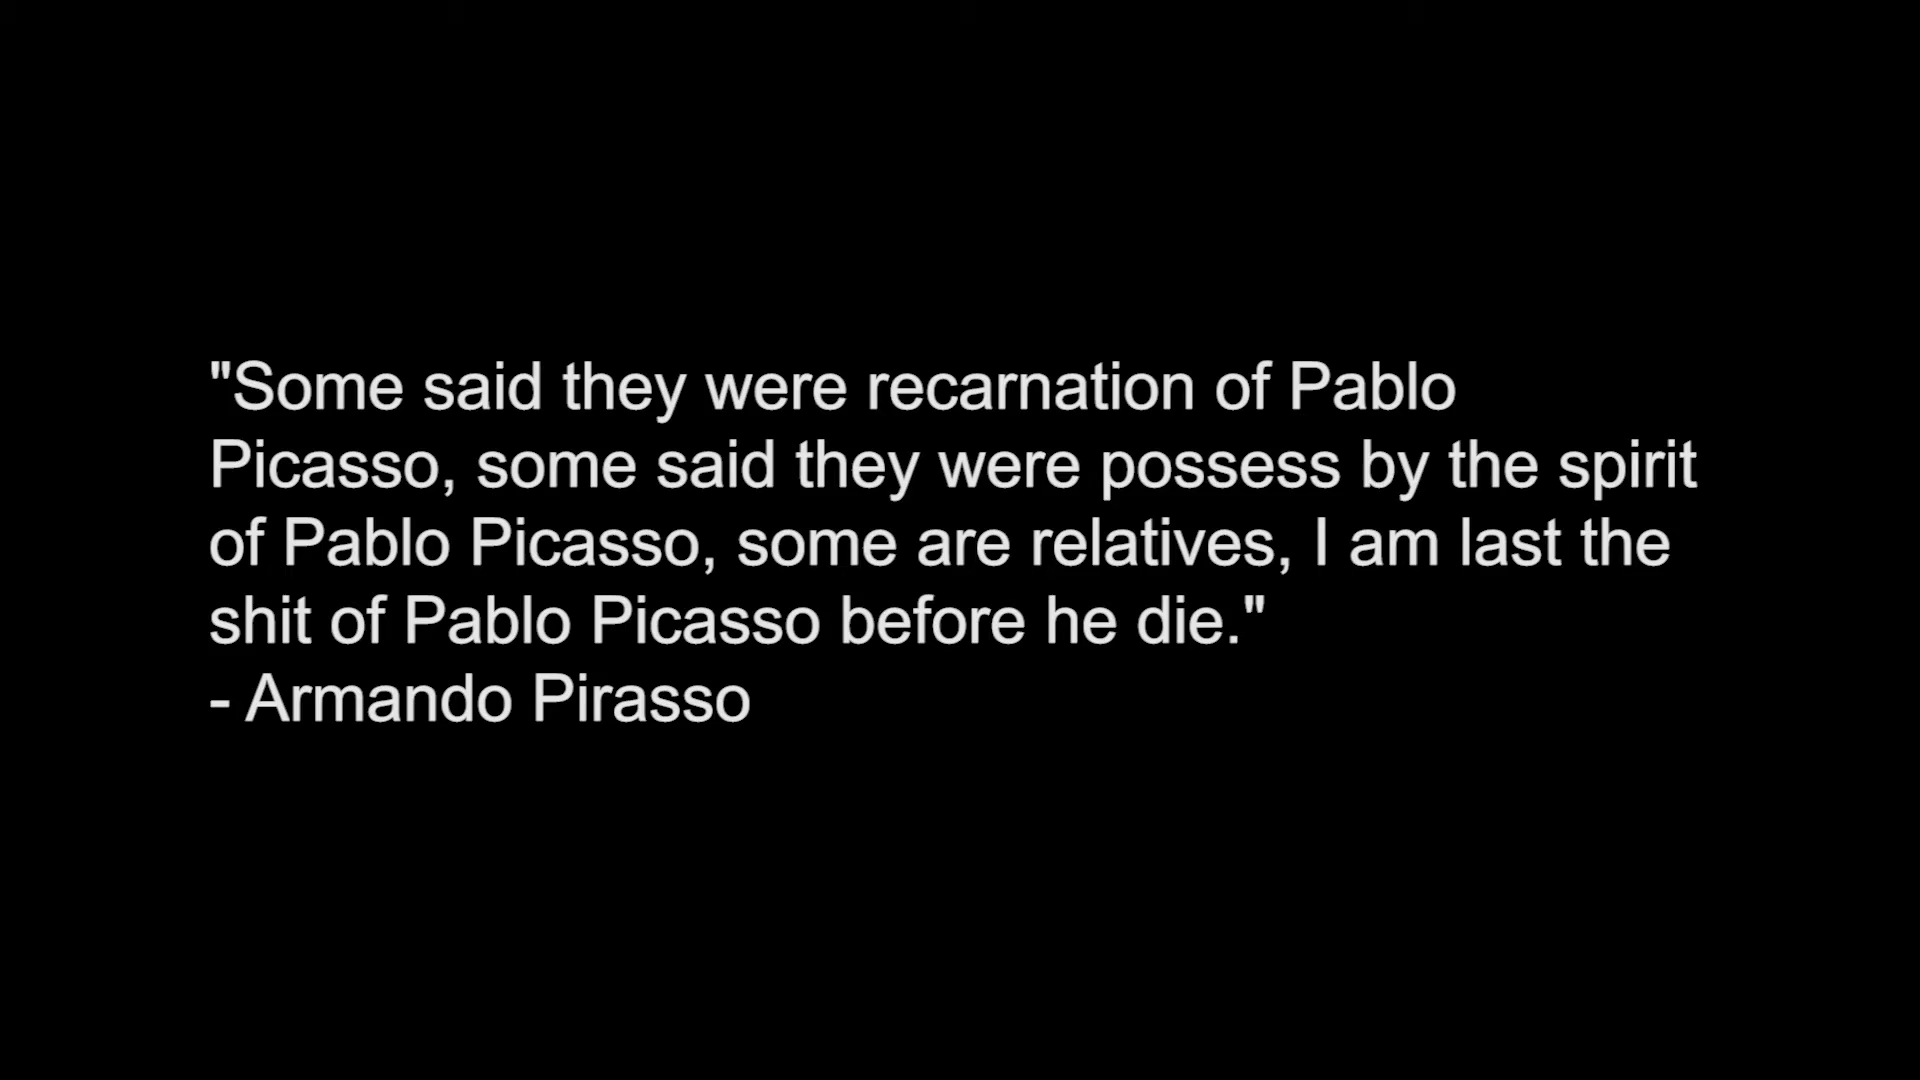 "Some said they were recarnation of Pablo
Picasso, some said they were possess by the spirit
of Pablo Picasso, some are relatives, I am last the
shit of Pablo Picasso before he die."
- Armando Pirasso